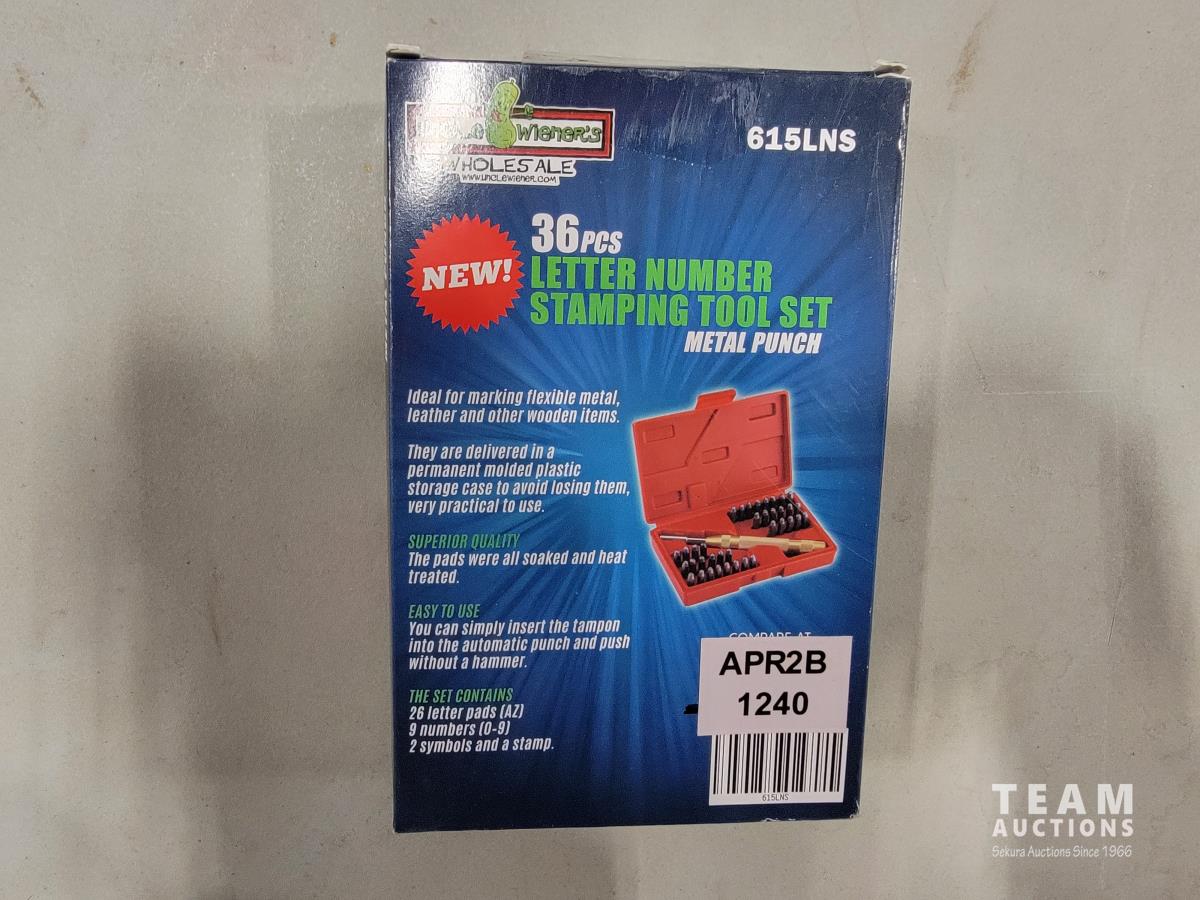 WIENER'S
WHOLESALE
WWW.UNCLEWIENER.COM
615LNS
NEW!
36PCS
LETTER NUMBER
STAMPING TOOL SET
METAL PUNCH
Ideal for marking flexible metal,
leather and other wooden items.
They are delivered in a
permanent molded plastic
storage case to avoid losing them,
very practical to use.
SUPERIOR QUALITY
The pads were all soaked and heat
treated.
EASY TO USE
You can simply insert the tampon
into the automatic punch and push
without a hammer.
THE SET CONTAINS
26 letter pads (AZ)
9 numbers (0-9)
2 symbols and a stamp.
COMPARE AT
APR2B
1240
615LNS
TEAM
AUCTIONS
Sekura Auctions Since 1966